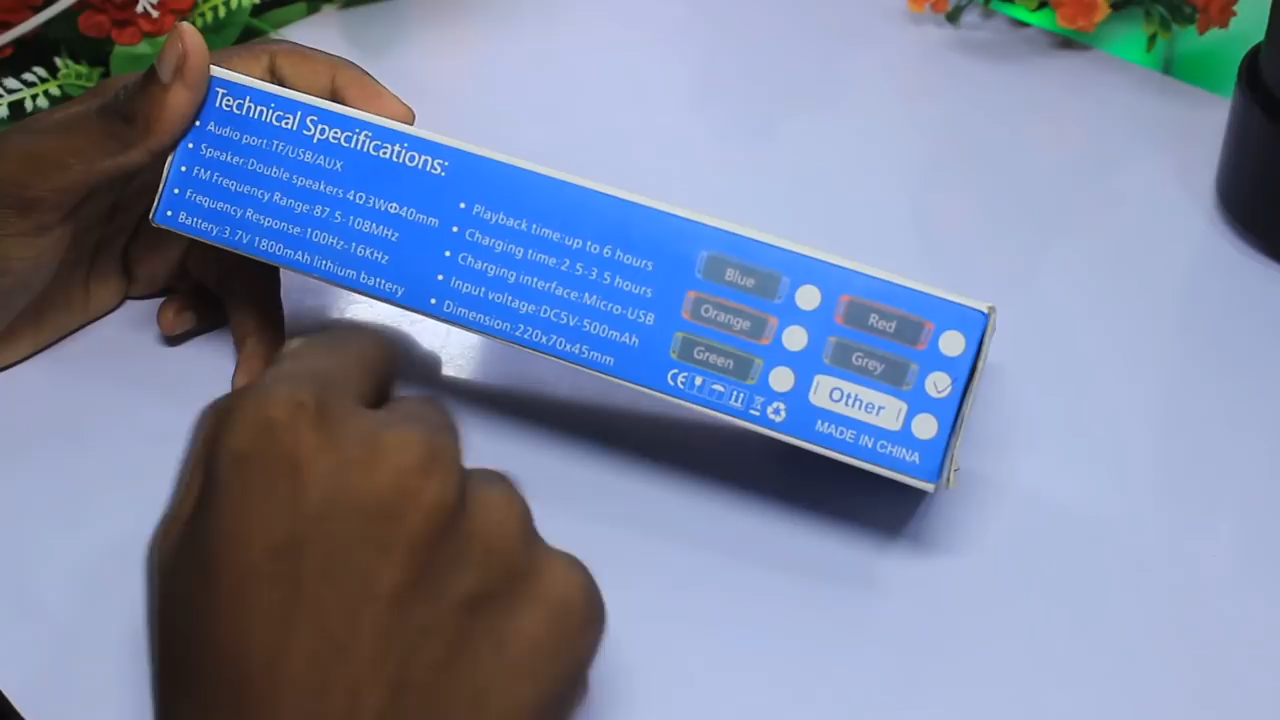 Technical Specifications:
• Audio port:TF/USB/AUX
• Speaker:Double speakers 4Ω3WΦ40mm
• FM Frequency Range:87.5-108MHz
• Frequency Response:100Hz-16KHz
• Battery:3.7V 1800mAh lithium battery
• Playback time:up to 6 hours
• Charging time:2.5-3.5 hours
• Charging interface:Micro-USB
• Input voltage:DC5V-500mAh
• Dimension:220x70x45mm
Blue
Orange
Green
CE
Red
Grey
Other
MADE IN CHINA